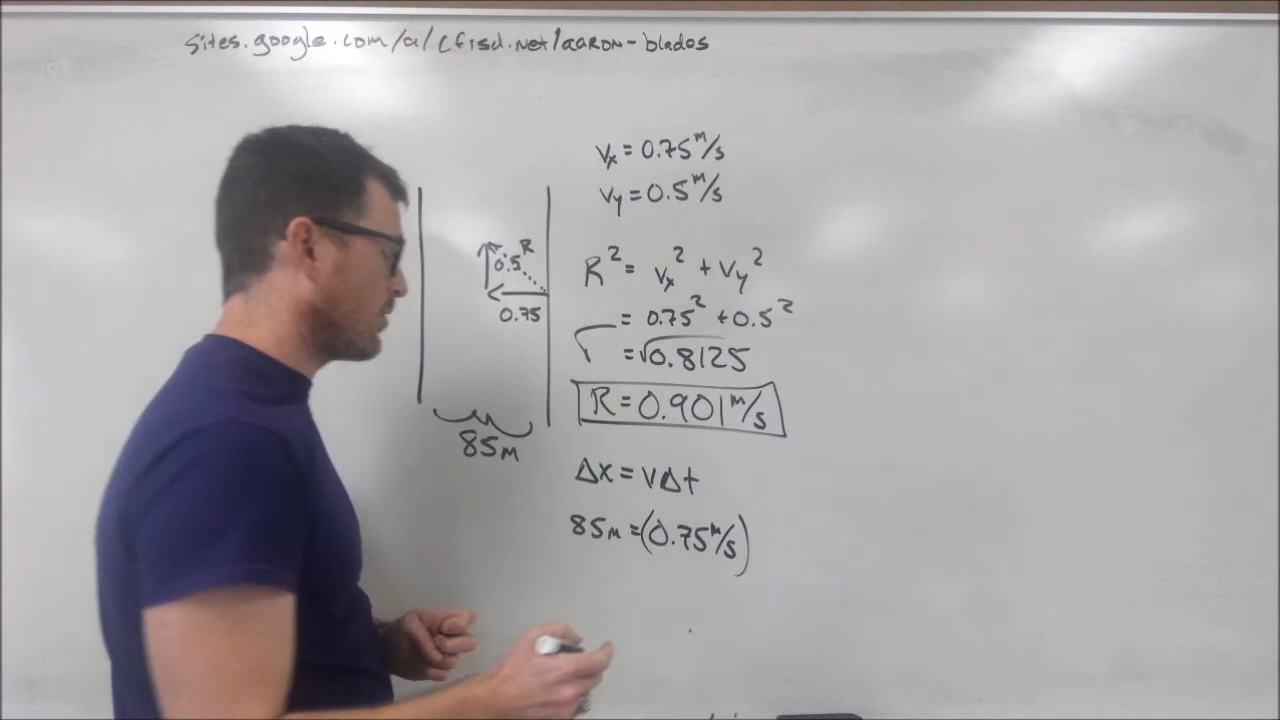 sites.google.com/a/cfisd.net/aaron-blados
R
0.5
0.75
85m
vx = 0.75 m/s
vy = 0.5 m/s
R² = vx² + vy²
= 0.75² + 0.5²
= √0.8125
R = 0.901 m/s
Δx = vΔt
85m = (0.75 m/s)